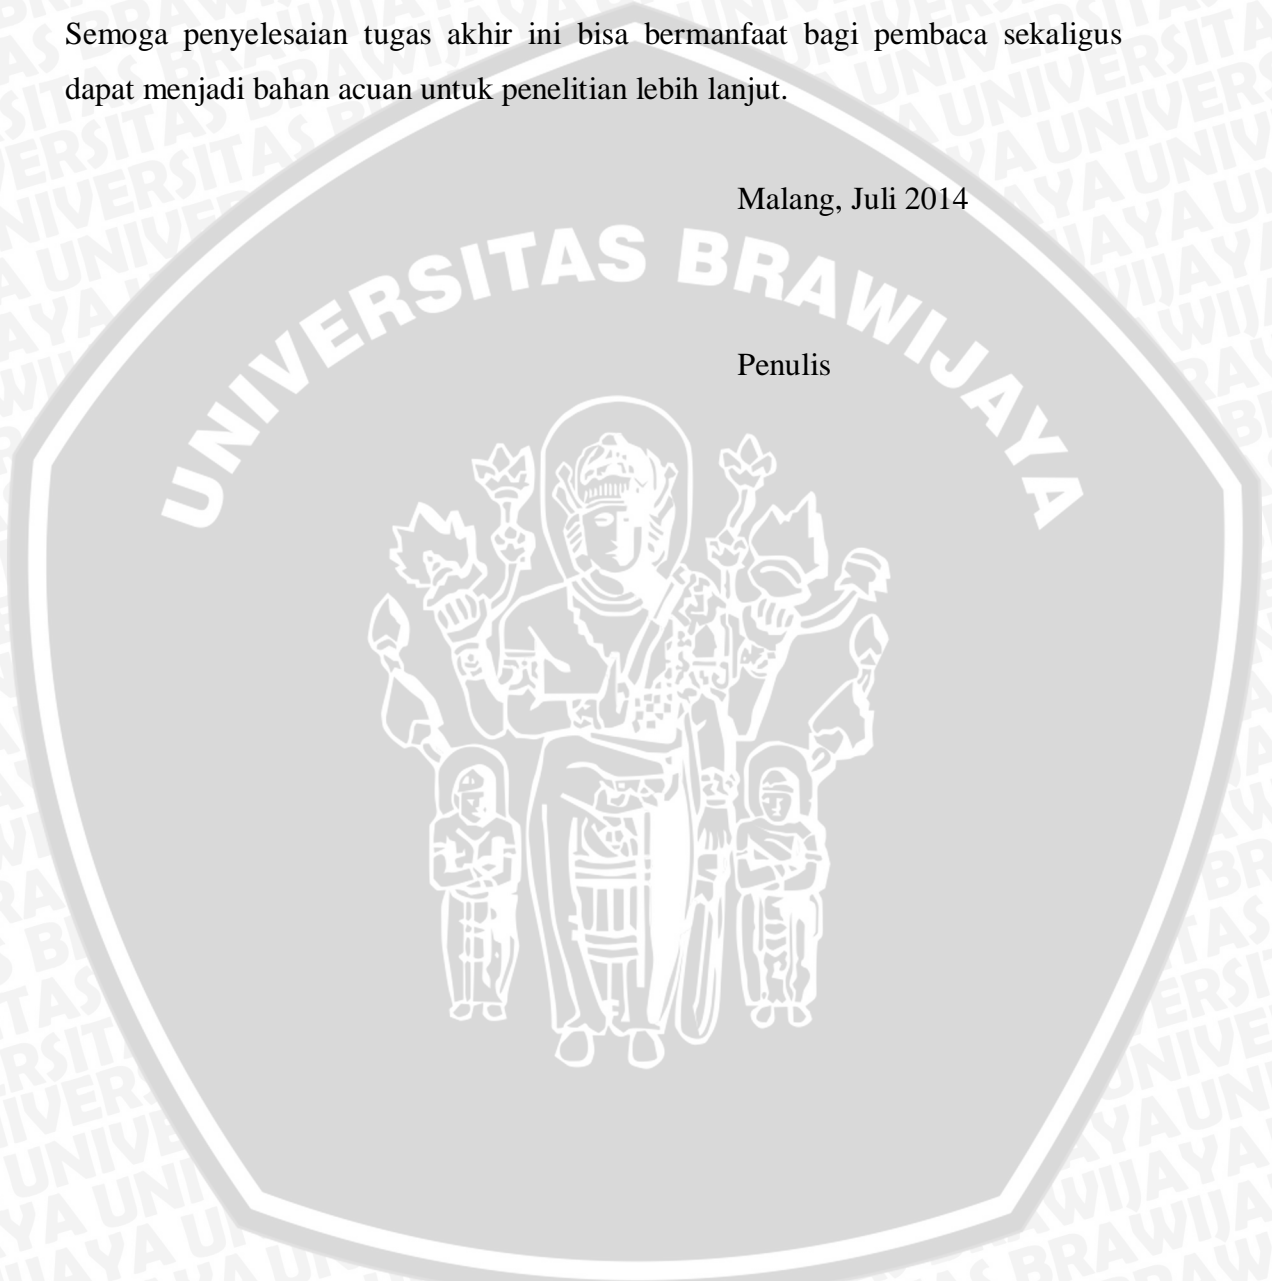 Semoga penyelesaian tugas akhir ini bisa bermanfaat bagi pembaca sekaligus
dapat menjadi bahan acuan untuk penelitian lebih lanjut.
Malang, Juli 2014
UNIVERSITAS BRAWIJAYA
Penulis